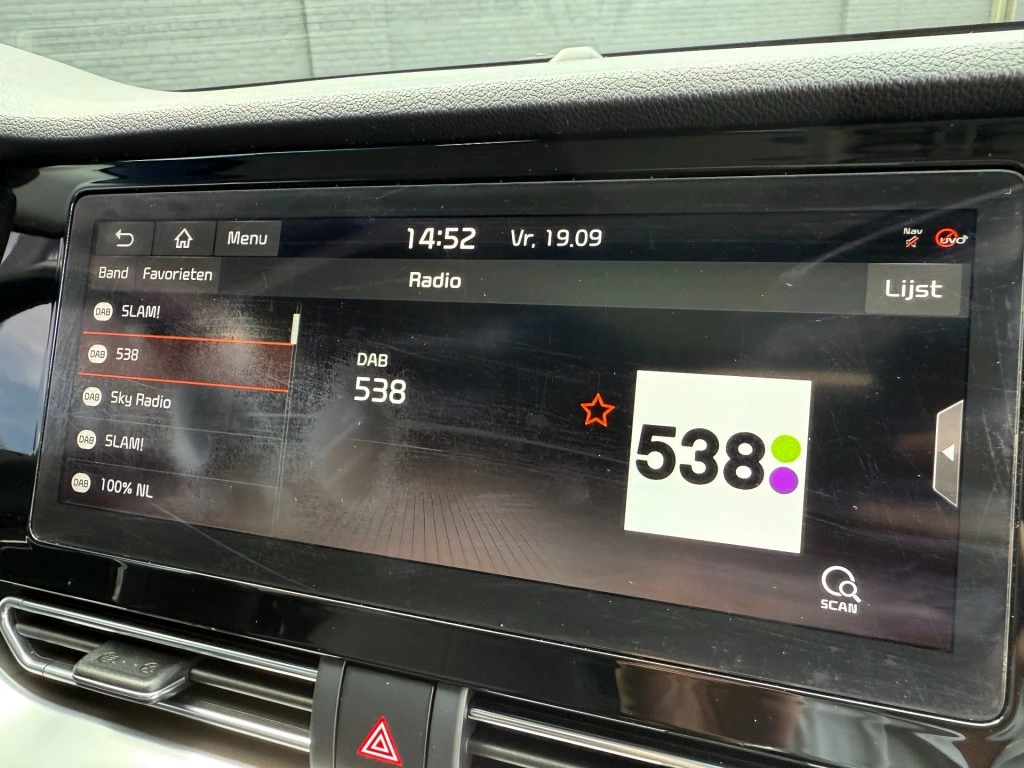 Menu 14:52 Vr, 19.09 Nav UVO
Band Favorieten Radio Lijst
DAB SLAM!
DAB 538
DAB Sky Radio
DAB SLAM!
DAB 100% NL
DAB
538
538
SCAN